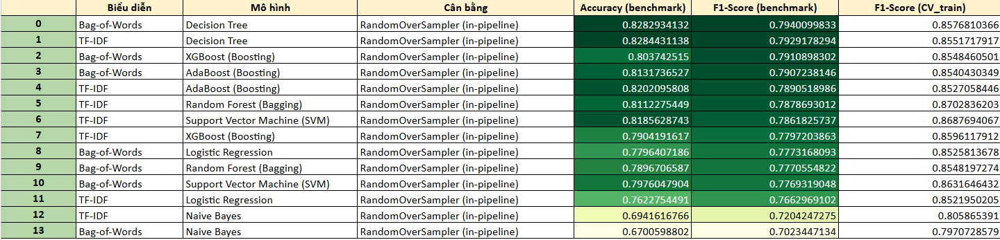 Biểu diễn Mô hình Cân bằng Accuracy (benchmark) F1-Score (benchmark) F1-Score (CV_train)
0 Bag-of-Words Decision Tree RandomOverSampler (in-pipeline) 0.8282934132 0.7940099833 0.8576810366
1 TF-IDF Decision Tree RandomOverSampler (in-pipeline) 0.8284431138 0.7929178294 0.8551717917
2 Bag-of-Words XGBoost (Boosting) RandomOverSampler (in-pipeline) 0.803742515 0.7910898302 0.8548460501
3 Bag-of-Words AdaBoost (Boosting) RandomOverSampler (in-pipeline) 0.8131736527 0.7907238146 0.8540430349
4 TF-IDF AdaBoost (Boosting) RandomOverSampler (in-pipeline) 0.8202095808 0.7890518986 0.8527058446
5 TF-IDF Random Forest (Bagging) RandomOverSampler (in-pipeline) 0.8112275449 0.7878693012 0.8702836203
6 TF-IDF Support Vector Machine (SVM) RandomOverSampler (in-pipeline) 0.8185628743 0.7861825737 0.8687694067
7 TF-IDF XGBoost (Boosting) RandomOverSampler (in-pipeline) 0.7904191617 0.7797203863 0.8596117912
8 Bag-of-Words Logistic Regression RandomOverSampler (in-pipeline) 0.7796407186 0.7773168093 0.8525813678
9 Bag-of-Words Random Forest (Bagging) RandomOverSampler (in-pipeline) 0.7896706587 0.7770554822 0.8548197274
10 Bag-of-Words Support Vector Machine (SVM) RandomOverSampler (in-pipeline) 0.7976047904 0.7769319048 0.8631646432
11 TF-IDF Logistic Regression RandomOverSampler (in-pipeline) 0.7622754491 0.7662969102 0.8521950205
12 TF-IDF Naive Bayes RandomOverSampler (in-pipeline) 0.6941616766 0.7204247275 0.805865391
13 Bag-of-Words Naive Bayes RandomOverSampler (in-pipeline) 0.6700598802 0.7023447134 0.7970728579